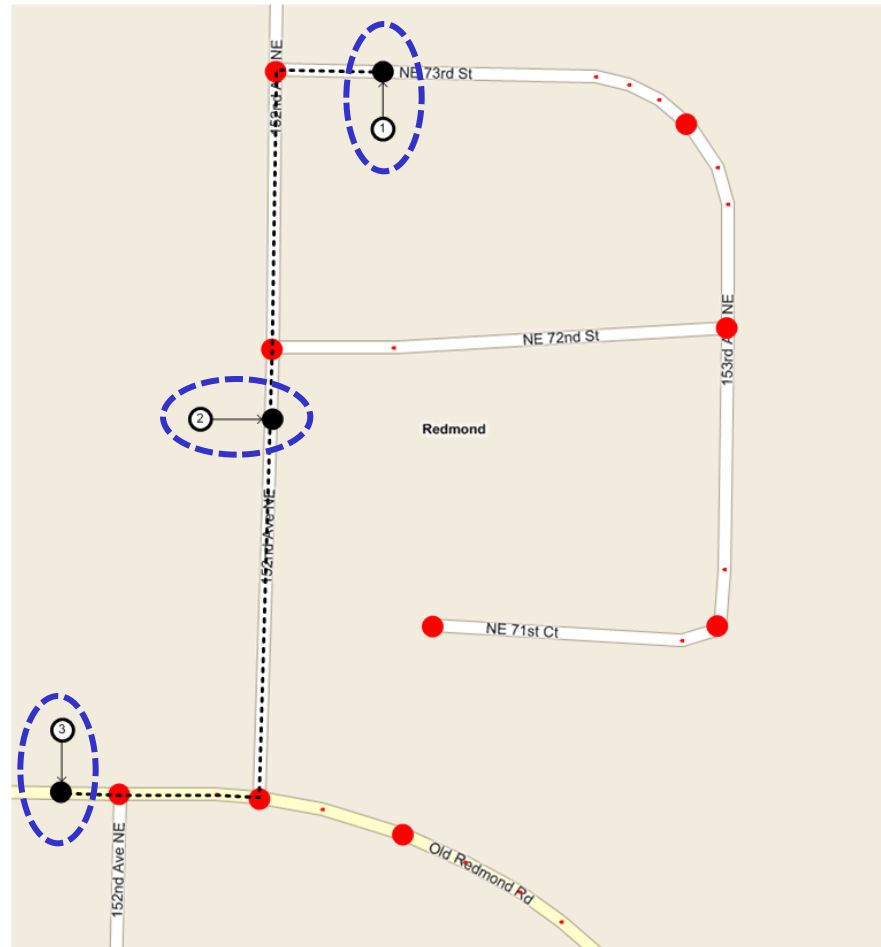 152nd Ave NE
NE 73rd St
1
NE 72nd St
153rd Ave NE
2
Redmond
152nd Ave NE
NE 71st Ct
3
152nd Ave NE
Old Redmond Rd